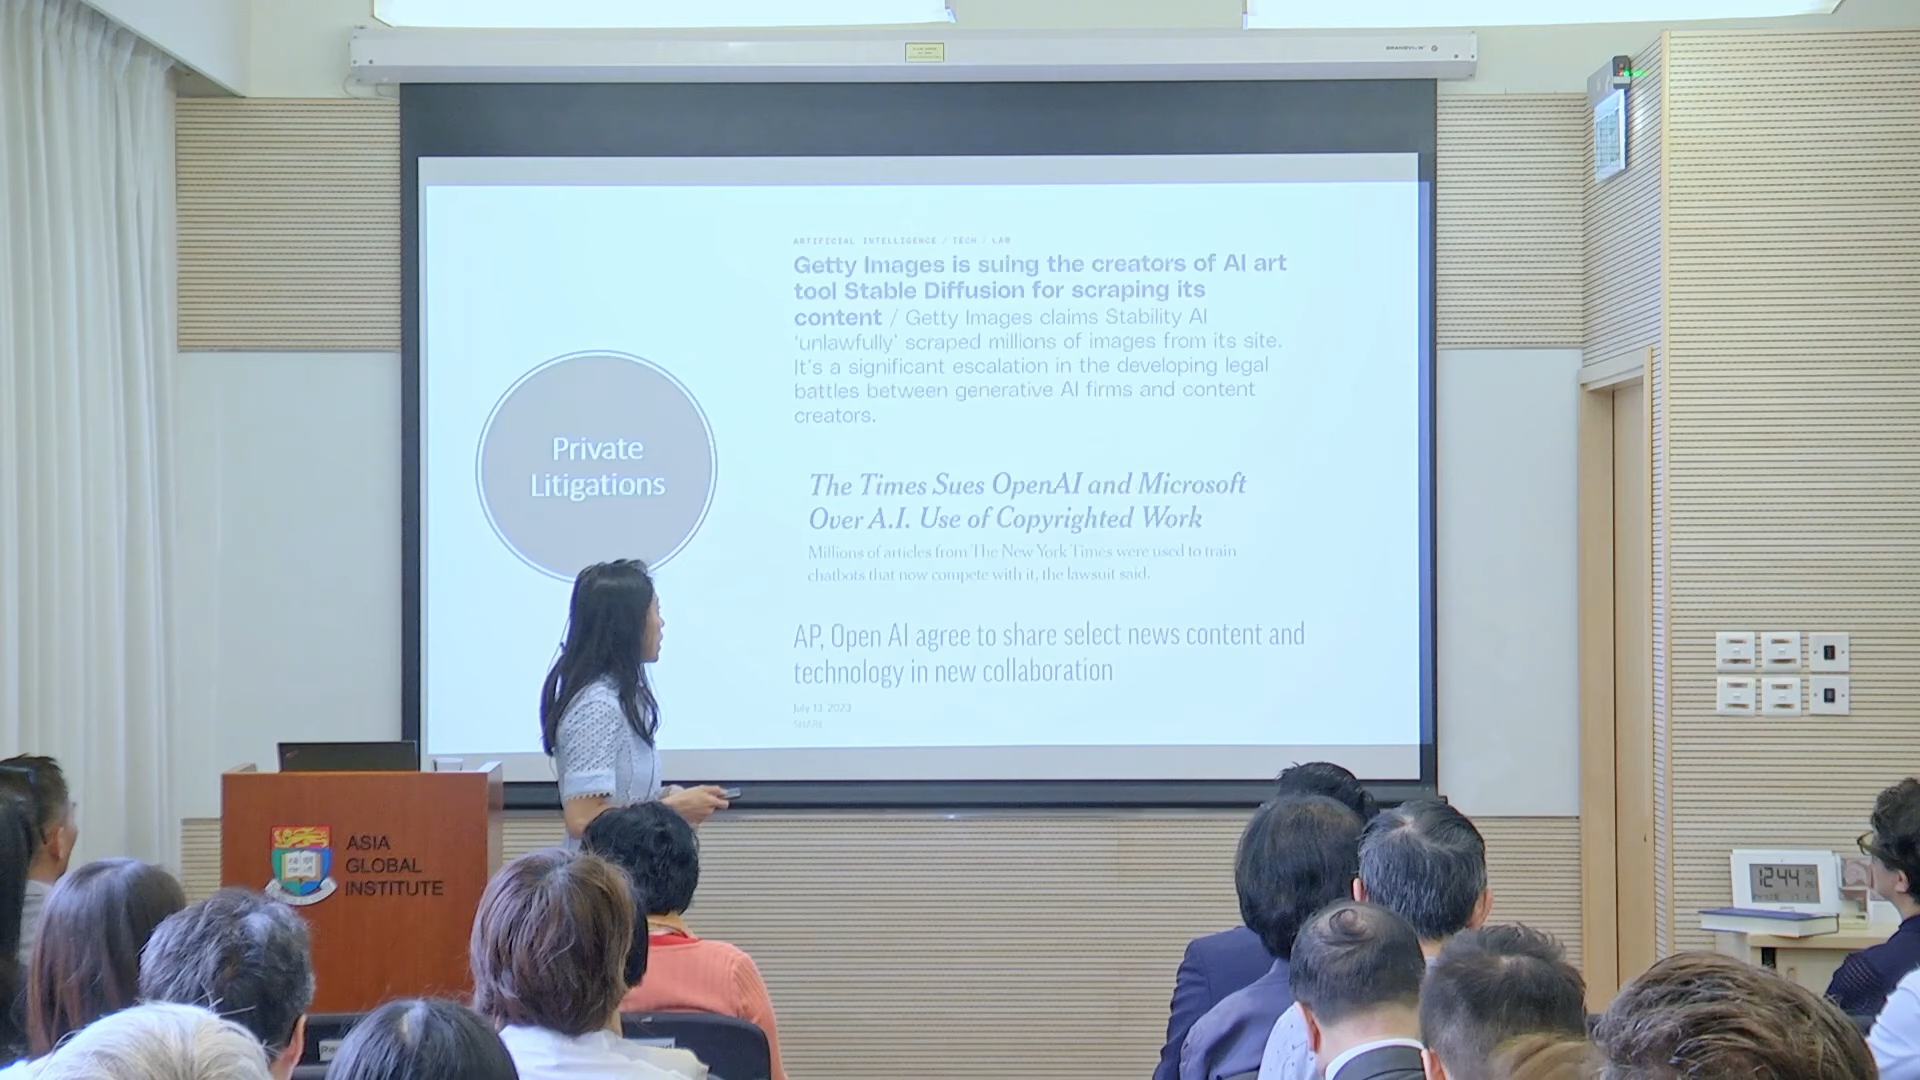 GRANDVIEW
ARTIFICIAL INTELLIGENCE / TECH / LAW
Getty Images is suing the creators of AI art
tool Stable Diffusion for scraping its
content / Getty Images claims Stability AI
‘unlawfully’ scraped millions of images from its site.
It’s a significant escalation in the developing legal
battles between generative AI firms and content
creators.
Private
Litigations
The Times Sues OpenAI and Microsoft
Over A.I. Use of Copyrighted Work
Millions of articles from The New York Times were used to train
chatbots that now compete with it, the lawsuit said.
AP, Open AI agree to share select news content and
technology in new collaboration
July 13, 2023
SHARE
ASIA
GLOBAL
INSTITUTE
12:44